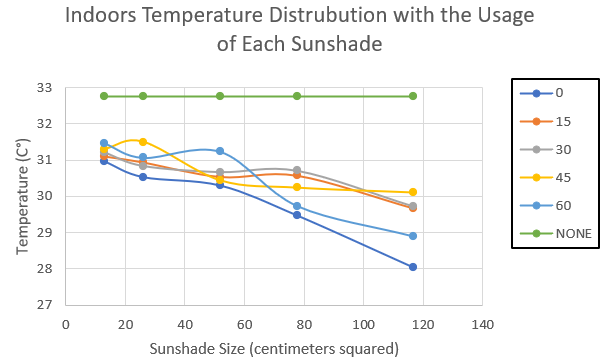 Indoors Temperature Distrubution with the Usage
of Each Sunshade
33
32
31
30
29
28
27
Temperature (C°)
0 20 40 60 80 100 120 140
Sunshade Size (centimeters squared)
0
15
30
45
60
NONE